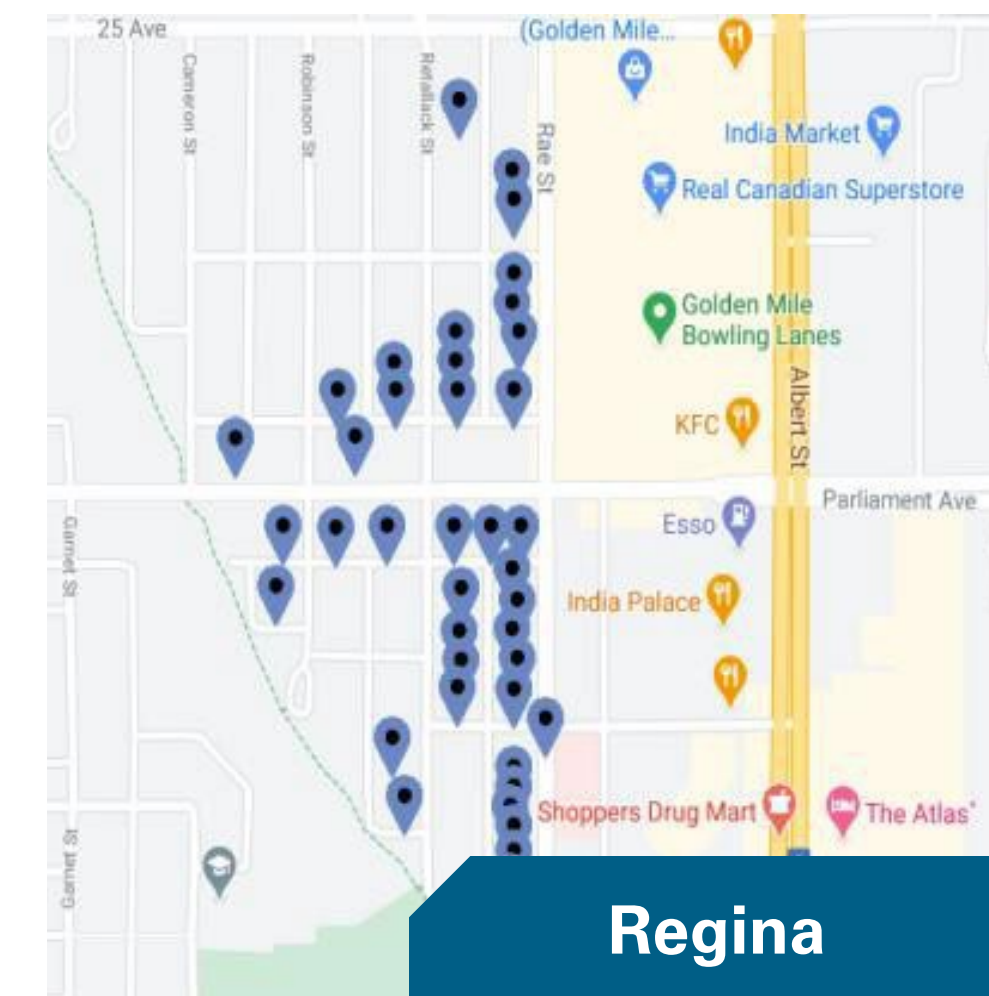 25 Ave
(Golden Mile...
Cameron St
Robinson St
Retallack St
Rae St
India Market
Real Canadian Superstore
Golden Mile
Bowling Lanes
Albert St
KFC
Parliament Ave
Esso
Garnet St
India Palace
Shoppers Drug Mart
The Atlas
Garnet St
Regina